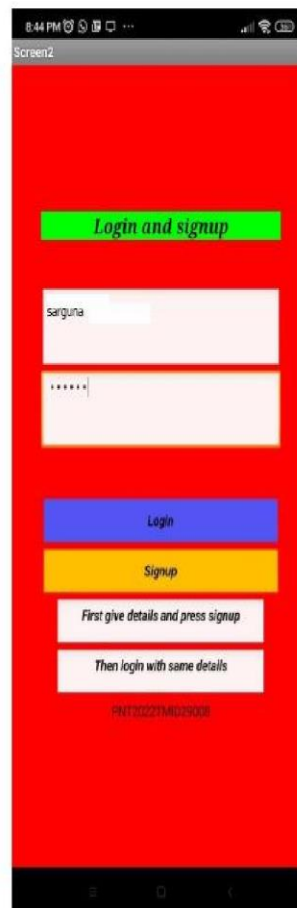 8:44 PM
Screen2
Login and signup
sarguna
••••••
Login
Signup
First give details and press signup
Then login with same details
PNT2022TMID29008